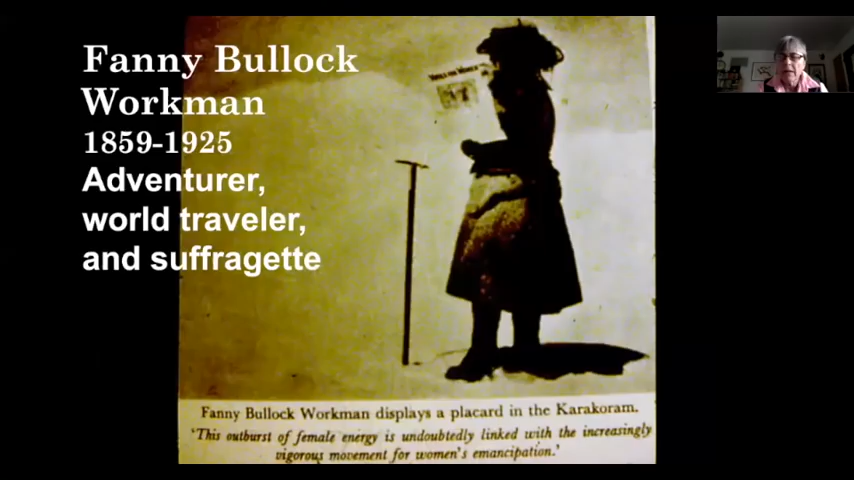 Fanny Bullock
Workman
1859-1925
Adventurer,
world traveler,
and suffragette
Fanny Bullock Workman displays a placard in the Karakoram.
'This outburst of female energy is undoubtedly linked with the increasingly
vigorous movement for women's emancipation.'